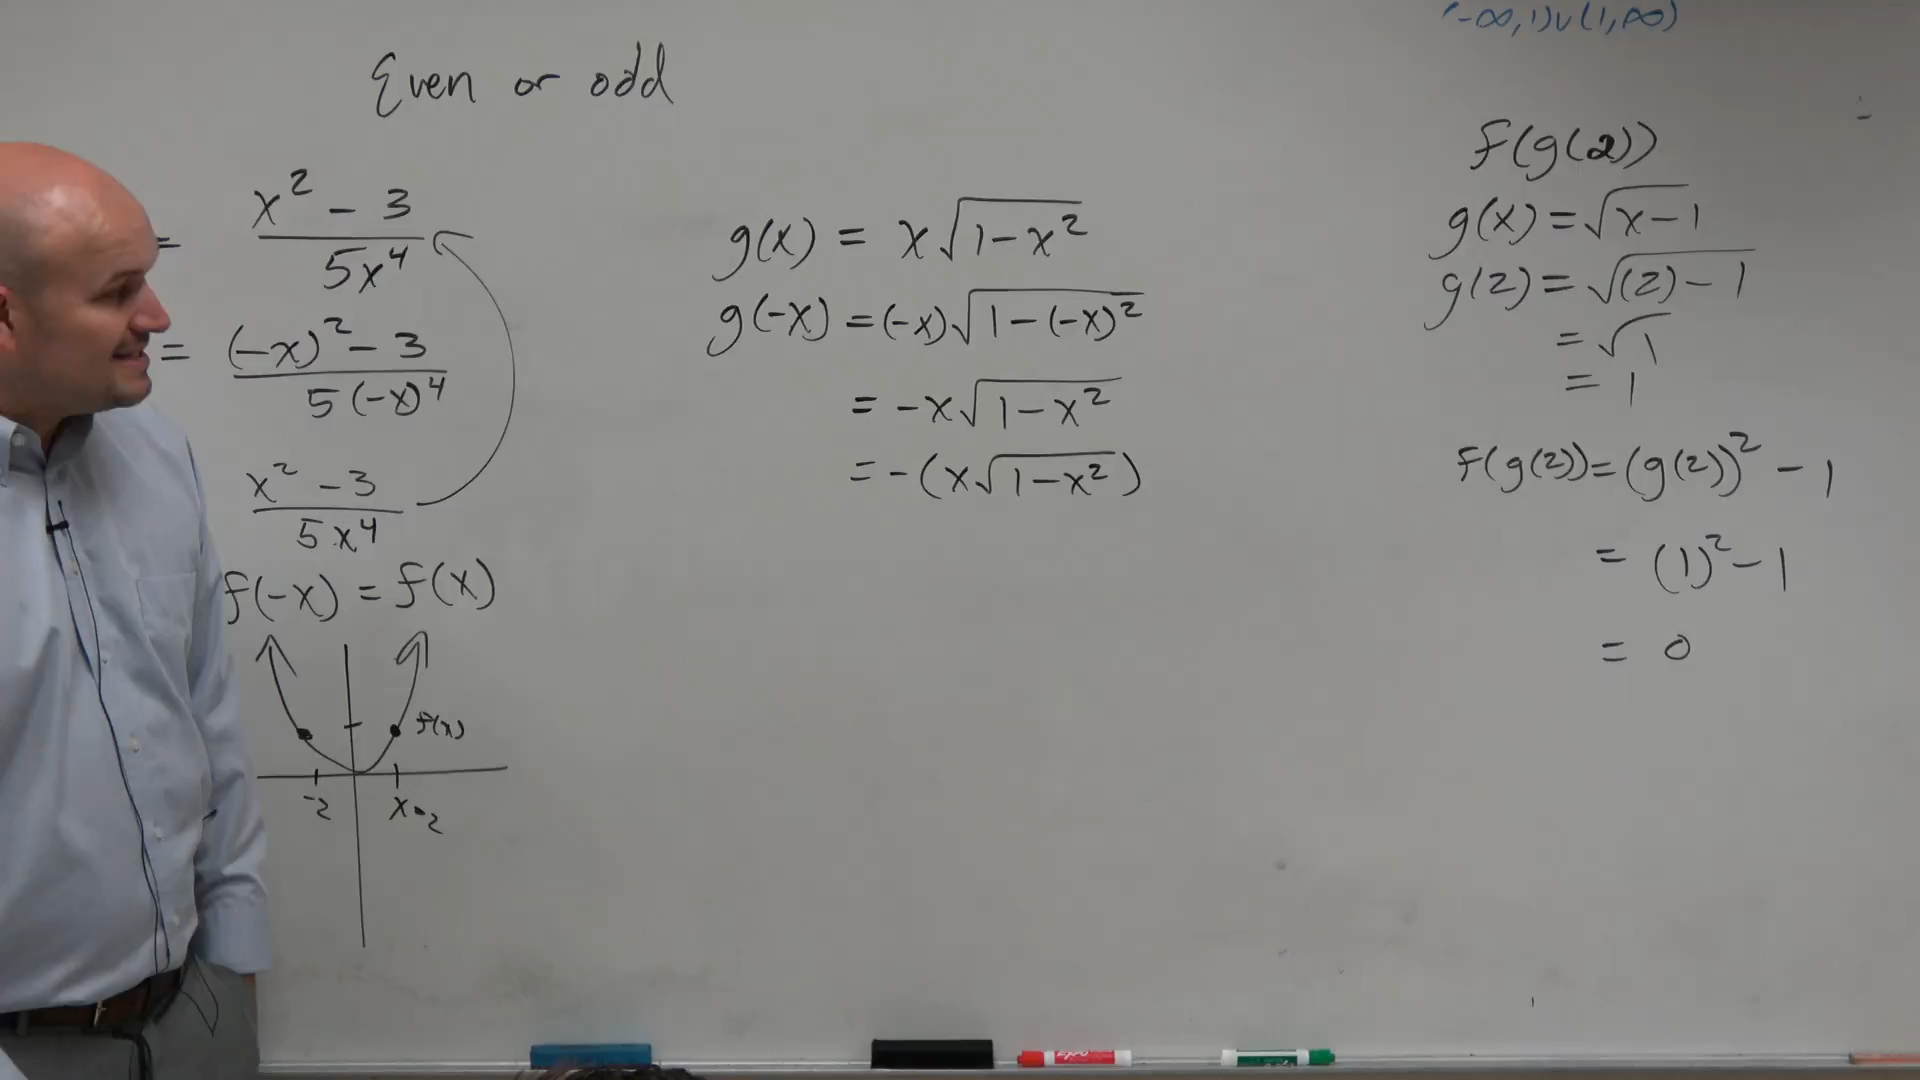 (-∞,1)∪(1,∞)
Even or odd
= x² - 3 / 5x⁴
= (-x)² - 3 / 5(-x)⁴
x² - 3 / 5x⁴
f(-x) = f(x)
f(x)
-2
x
2
g(x) = x√(1-x²)
g(-x) = (-x)√(1-(-x)²)
= -x√(1-x²)
= -(x√(1-x²))
f(g(2))
g(x) = √(x-1)
g(2) = √((2)-1)
= √1
= 1
f(g(2)) = (g(2))² - 1
= (1)² - 1
= 0
EXPO